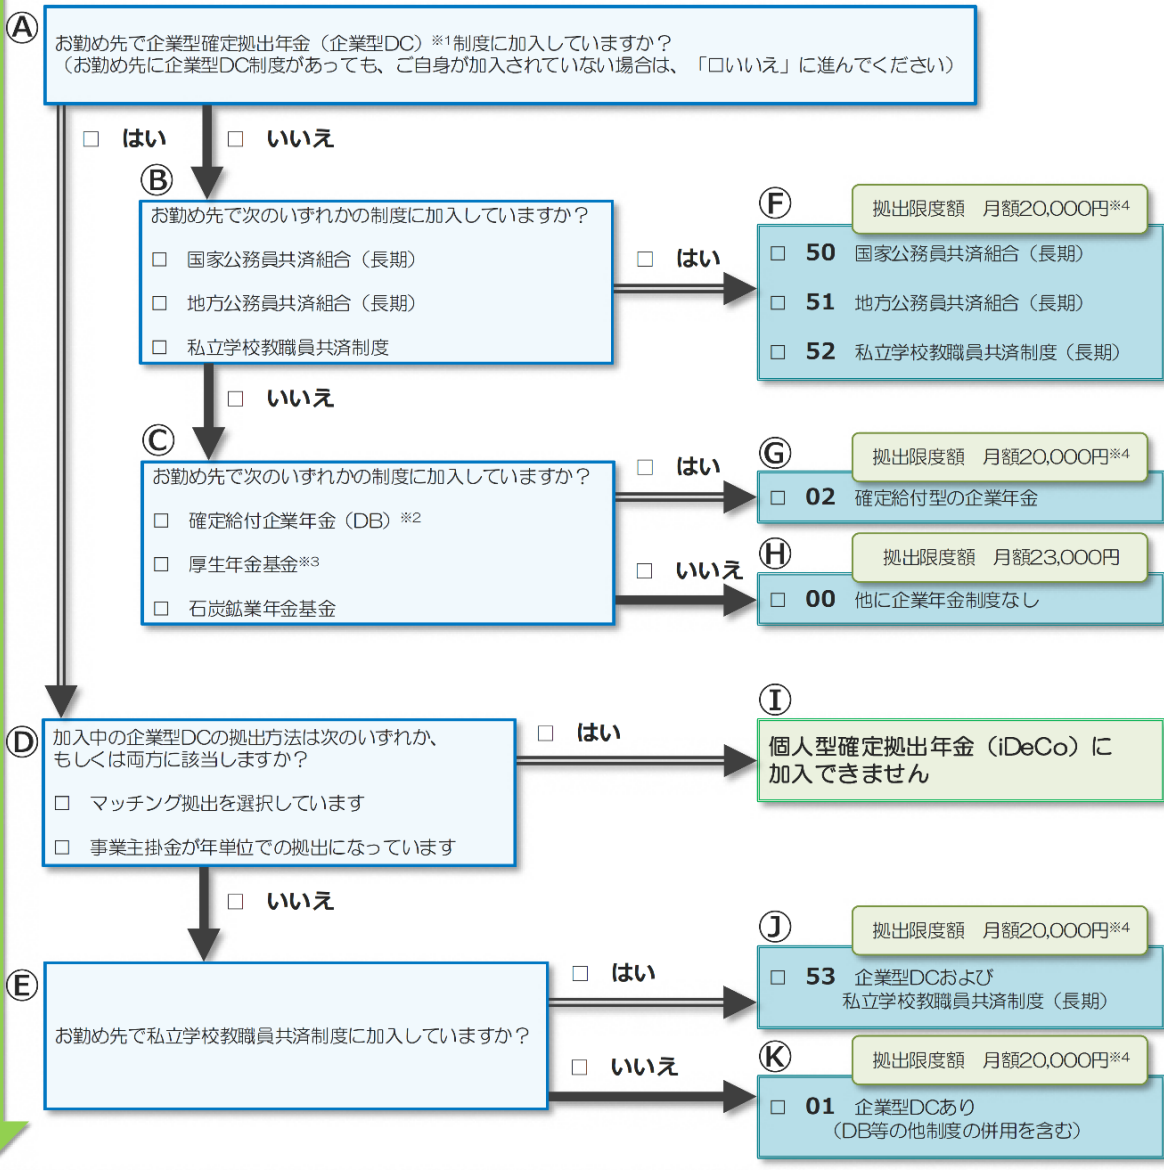 Ⓐ
お勤め先で企業型確定拠出年金（企業型DC）※1制度に加入していますか？
（お勤め先に企業型DC制度があっても、ご自身が加入されていない場合は、「□いいえ」に進んでください）
□ はい
□ いいえ
Ⓑ
お勤め先で次のいずれかの制度に加入していますか？
□ 国家公務員共済組合（長期）
□ 地方公務員共済組合（長期）
□ 私立学校教職員共済制度
□ はい
Ⓕ
拠出限度額 月額20,000円※4
□ 50 国家公務員共済組合（長期）
□ 51 地方公務員共済組合（長期）
□ 52 私立学校教職員共済制度（長期）
□ いいえ
Ⓒ
お勤め先で次のいずれかの制度に加入していますか？
□ 確定給付企業年金（DB）※2
□ 厚生年金基金※3
□ 石炭鉱業年金基金
□ はい
Ⓖ
拠出限度額 月額20,000円※4
□ 02 確定給付型の企業年金
□ いいえ
Ⓗ
拠出限度額 月額23,000円
□ 00 他に企業年金制度なし
Ⓓ
加入中の企業型DCの拠出方法は次のいずれか、
もしくは両方に該当しますか？
□ マッチング拠出を選択しています
□ 事業主掛金が年単位での拠出になっています
□ はい
Ⓘ
個人型確定拠出年金（iDeCo）に
加入できません
□ いいえ
Ⓔ
お勤め先で私立学校教職員共済制度に加入していますか？
□ はい
Ⓙ
拠出限度額 月額20,000円※4
□ 53 企業型DCおよび
私立学校教職員共済制度（長期）
□ いいえ
Ⓚ
拠出限度額 月額20,000円※4
□ 01 企業型DCあり
（DB等の他制度の併用を含む）